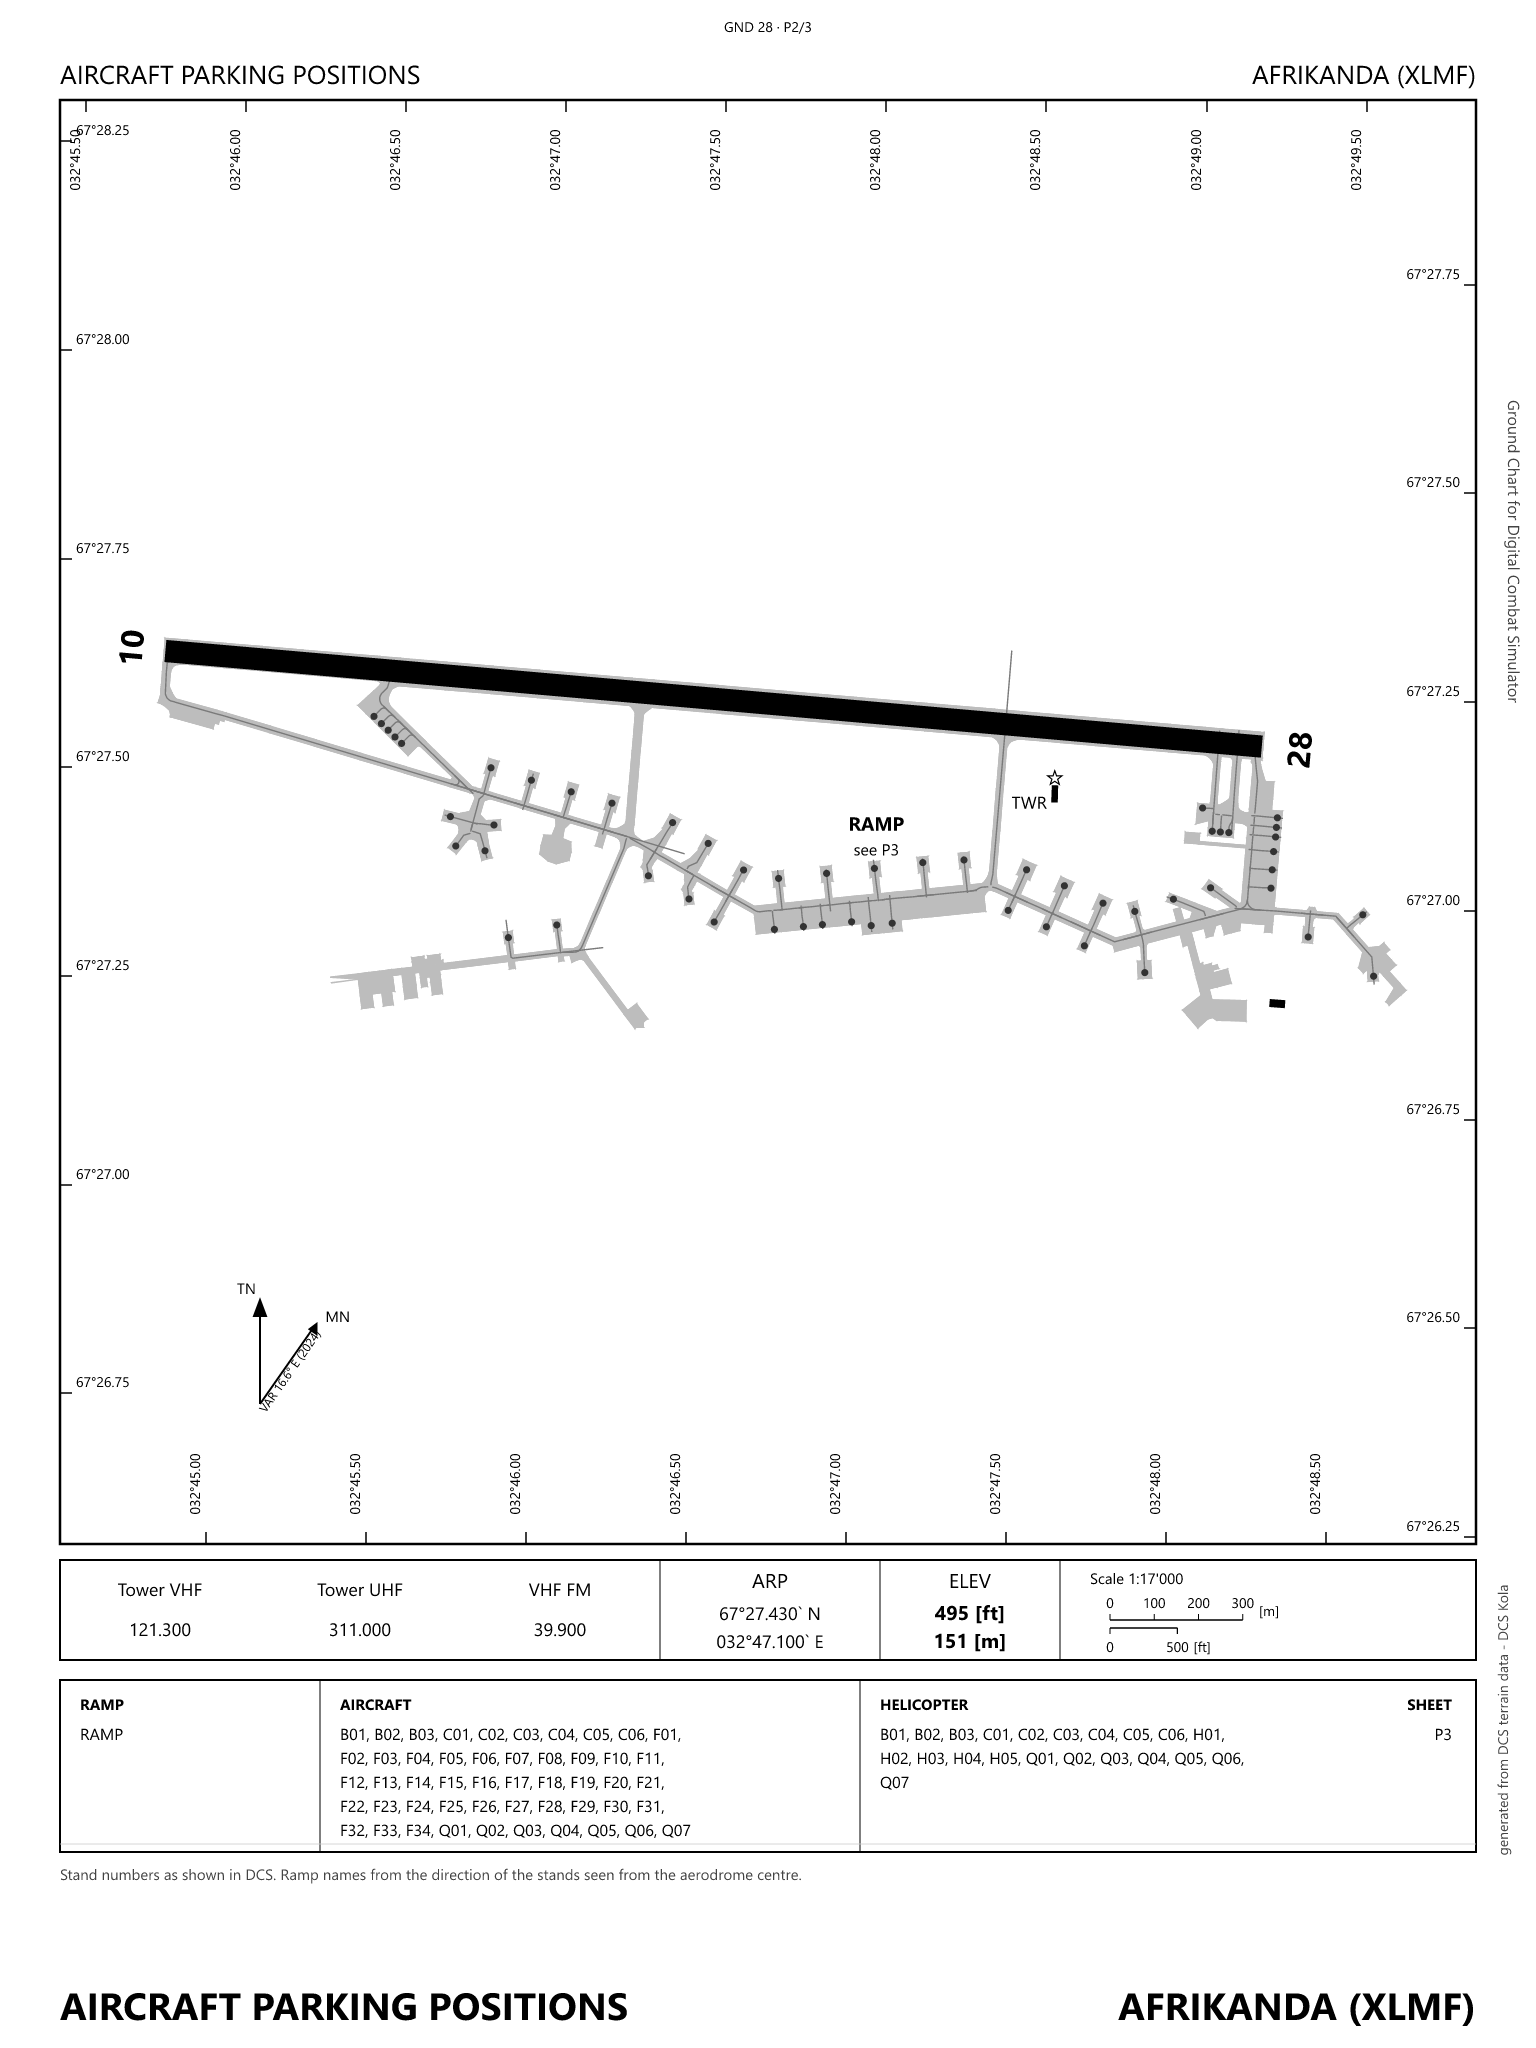 GND 28 · P2/3
AIRCRAFT PARKING POSITIONS
AFRIKANDA (XLMF)
032°45.50
032°46.00
032°46.50
032°47.00
032°47.50
032°48.00
032°48.50
032°49.00
032°49.50
67°28.25
67°27.75
67°28.00
67°27.50
67°27.75
67°27.25
67°27.50
67°27.00
67°27.25
67°26.75
67°27.00
67°26.50
67°26.75
67°26.25
10
28
TWR
RAMP
see P3
TN
MN
VAR 16.6° E (2024)
032°45.00
032°45.50
032°46.00
032°46.50
032°47.00
032°47.50
032°48.00
032°48.50
Ground Chart for Digital Combat Simulator
generated from DCS terrain data - DCS Kola
Tower VHF
121.300
Tower UHF
311.000
VHF FM
39.900
ARP
67°27.430` N
032°47.100` E
ELEV
495 [ft]
151 [m]
Scale 1:17'000
0 100 200 300 [m]
0 500 [ft]
RAMP
RAMP
AIRCRAFT
B01, B02, B03, C01, C02, C03, C04, C05, C06, F01,
F02, F03, F04, F05, F06, F07, F08, F09, F10, F11,
F12, F13, F14, F15, F16, F17, F18, F19, F20, F21,
F22, F23, F24, F25, F26, F27, F28, F29, F30, F31,
F32, F33, F34, Q01, Q02, Q03, Q04, Q05, Q06, Q07
HELICOPTER
B01, B02, B03, C01, C02, C03, C04, C05, C06, H01,
H02, H03, H04, H05, Q01, Q02, Q03, Q04, Q05, Q06,
Q07
SHEET
P3
Stand numbers as shown in DCS. Ramp names from the direction of the stands seen from the aerodrome centre.
AIRCRAFT PARKING POSITIONS
AFRIKANDA (XLMF)